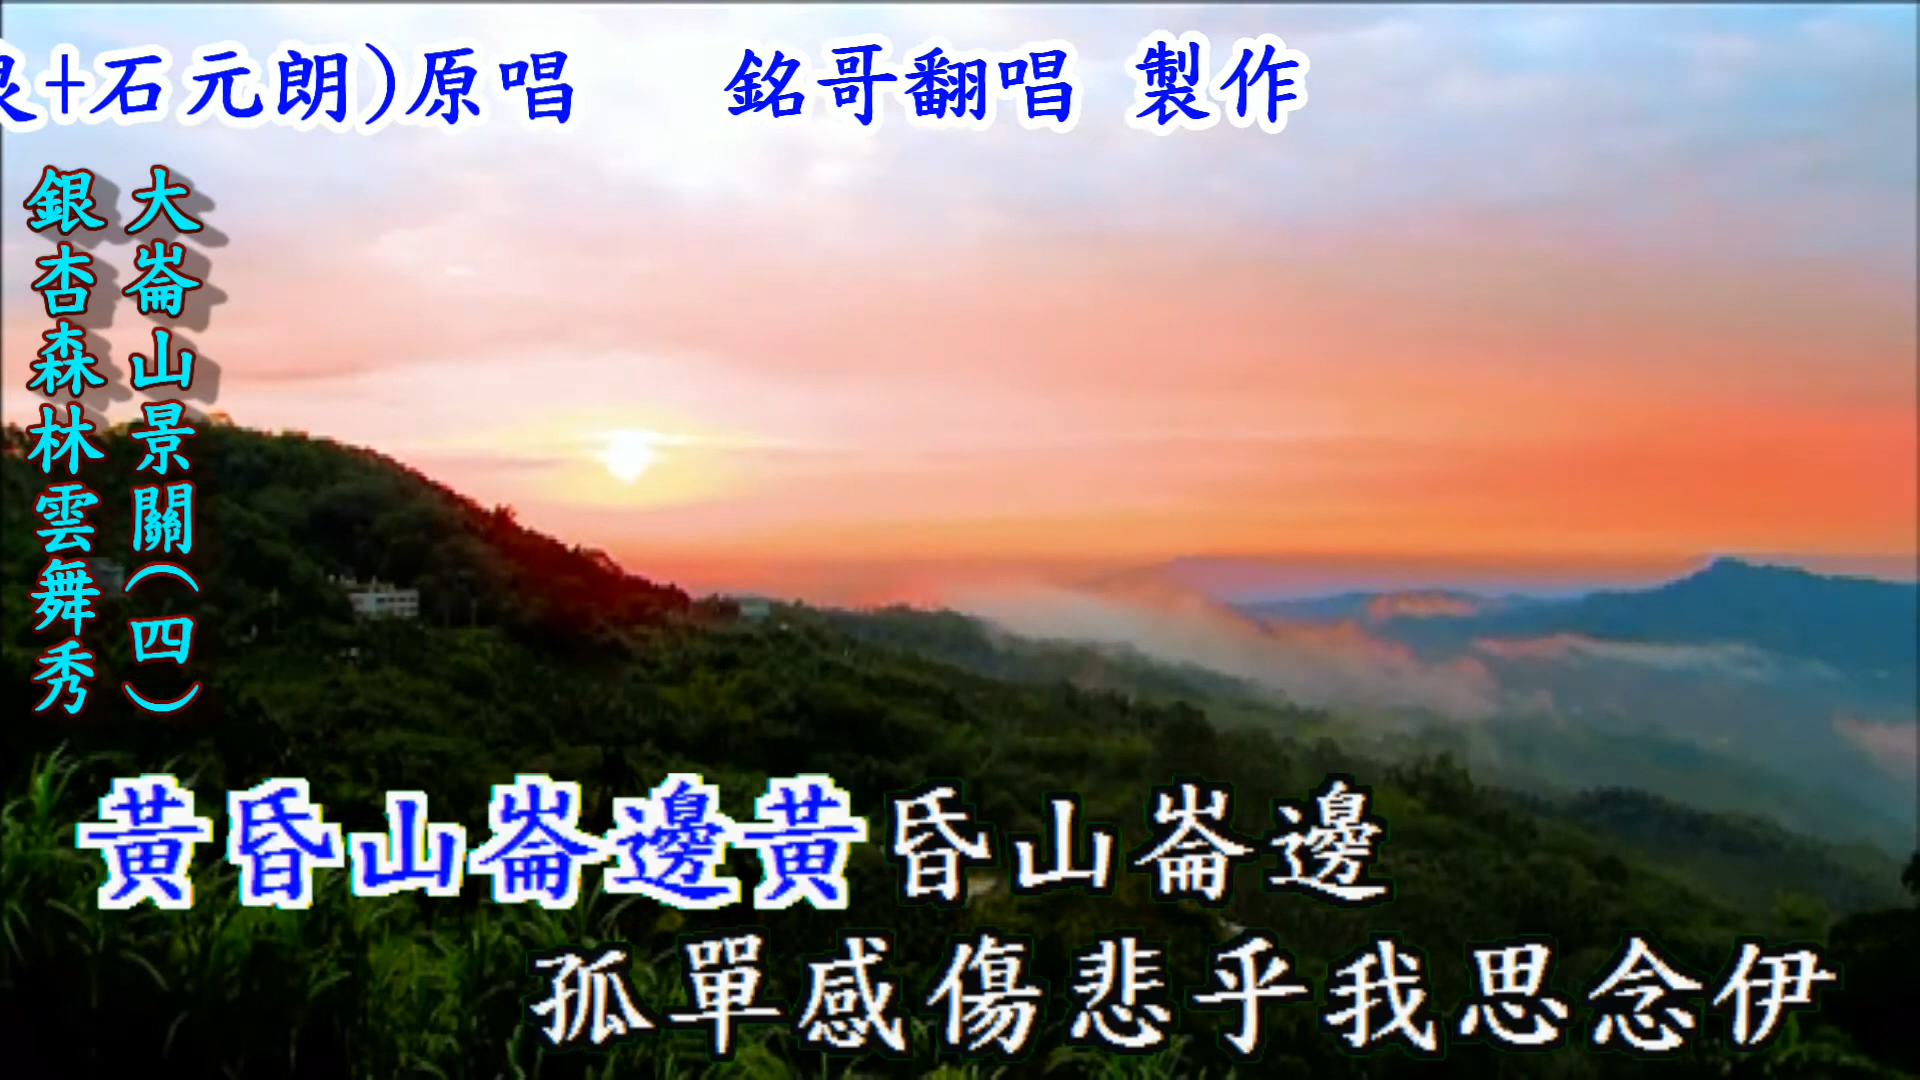 +石元朗)原唱 銘哥翻唱 製作
大崙山景關(四)
銀杏森林雲舞秀
黃昏山崙邊黃昏山崙邊
孤單感傷悲乎我思念伊